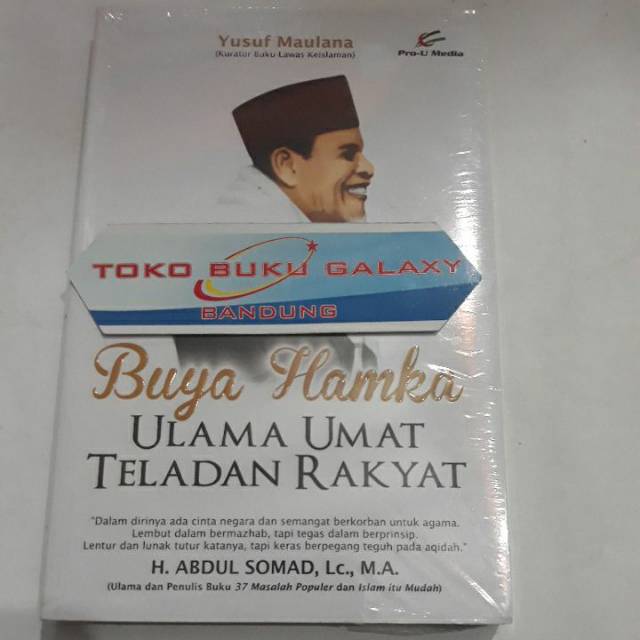 Yusuf Maulana
(Kurator Buku Lawas Keislaman)
Pro-U Media
TOKO BUKU GALAXY
BANDUNG
Buya Hamka
ULAMA UMAT
TELADAN RAKYAT
"Dalam dirinya ada cinta negara dan semangat berkorban untuk agama.
Lembut dalam bermazhab, tapi tegas dalam berprinsip.
Lentur dan lunak tutur katanya, tapi keras berpegang teguh pada aqidah."
H. ABDUL SOMAD, Lc., M.A.
(Ulama dan Penulis Buku 37 Masalah Populer dan Islam itu Mudah)